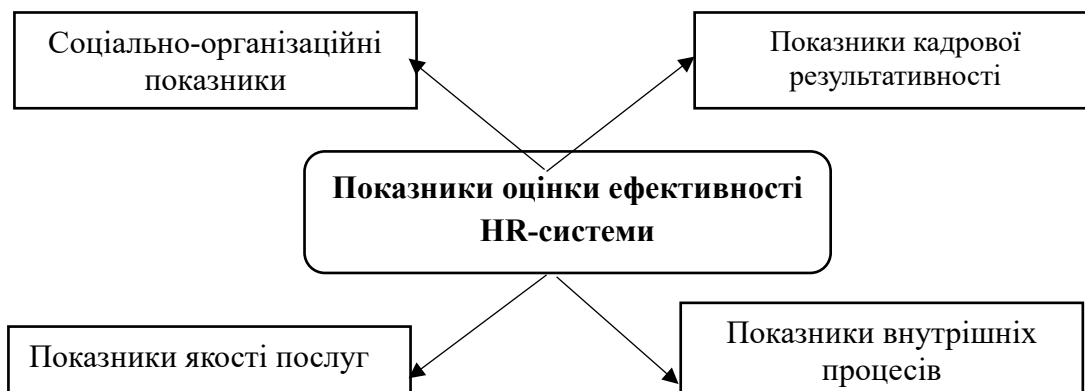 Соціально-організаційні
показники
Показники кадрової
результативності
Показники оцінки ефективності
HR-системи
Показники якості послуг
Показники внутрішніх
процесів